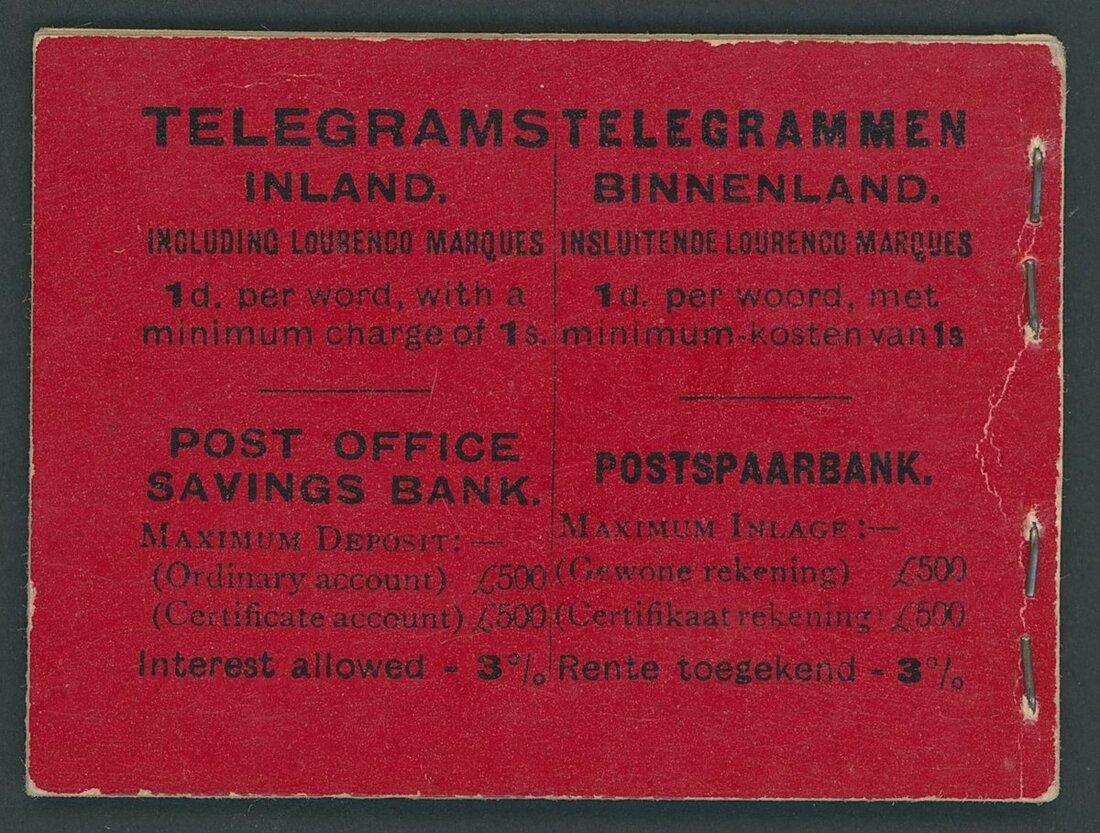 TELEGRAMS
INLAND.
INCLUDING LOURENCO MARQUES
1d. per word, with a
minimum charge of 1s.
POST OFFICE
SAVINGS BANK.
MAXIMUM DEPOSIT:—
(Ordinary account) £500
(Certificate account) £500
Interest allowed - 3%
TELEGRAMMEN
BINNENLAND.
INSLUITENDE LOURENCO MARQUES
1d. per woord, met
minimum-kosten van 1s
POSTSPAARBANK.
MAXIMUM INLAGE:—
(Gewone rekening) £500
(Certifikaat rekening) £500
Rente toegekend - 3%